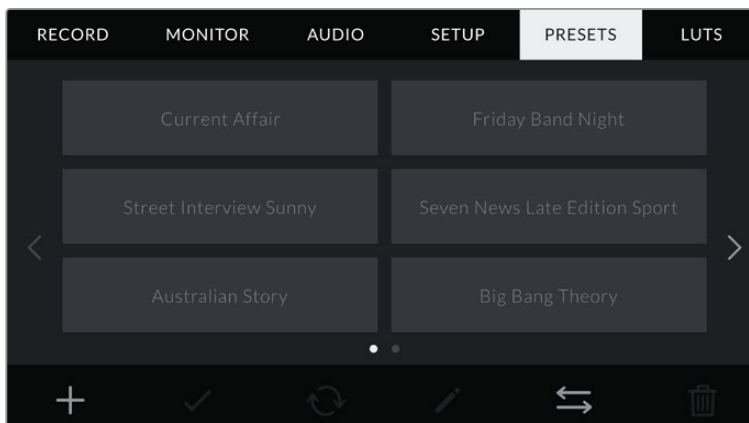 RECORD MONITOR AUDIO SETUP PRESETS LUTS
Current Affair Friday Band Night
Street Interview Sunny Seven News Late Edition Sport
Australian Story Big Bang Theory